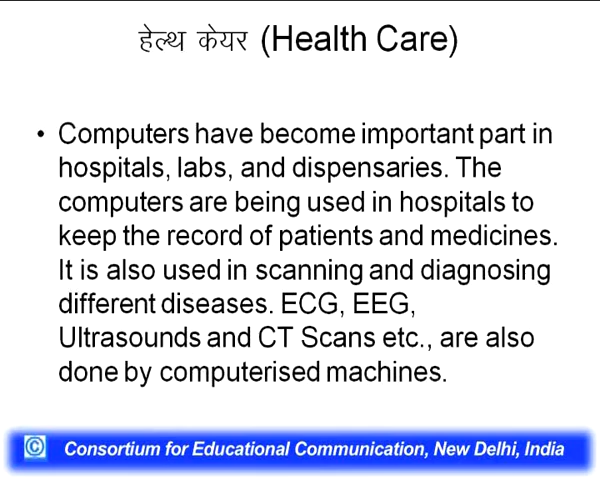 हेल्थ केयर (Health Care)
• Computers have become important part in
hospitals, labs, and dispensaries. The
computers are being used in hospitals to
keep the record of patients and medicines.
It is also used in scanning and diagnosing
different diseases. ECG, EEG,
Ultrasounds and CT Scans etc., are also
done by computerised machines.
© Consortium for Educational Communication, New Delhi, India